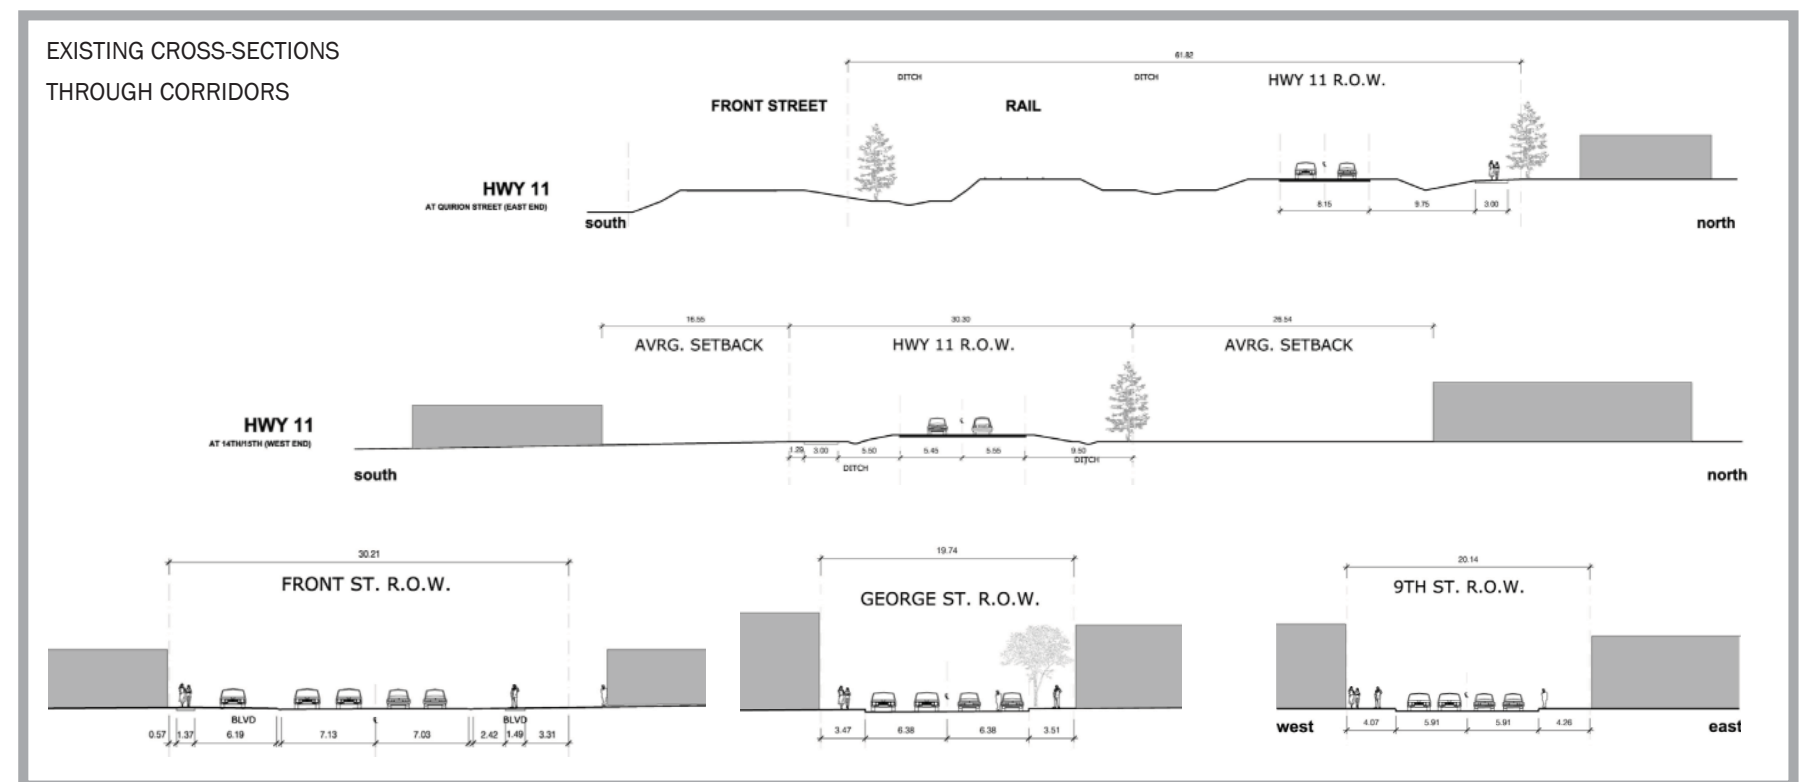 EXISTING CROSS-SECTIONS
THROUGH CORRIDORS
61.82
DITCH
DITCH
HWY 11 R.O.W.
FRONT STREET
RAIL
HWY 11
AT QUIRION STREET (EAST END)
8.15
9.75
3.00
south
north
16.55
30.30
26.54
AVRG. SETBACK
HWY 11 R.O.W.
AVRG. SETBACK
HWY 11
AT 14TH/15TH (WEST END)
1.29
3.00
5.50
5.45
5.55
9.50
DITCH
DITCH
south
north
30.21
FRONT ST. R.O.W.
BLVD
BLVD
0.57
1.37
6.19
7.13
7.03
2.42
1.49
3.31
19.74
GEORGE ST. R.O.W.
3.47
6.38
6.38
3.51
20.14
9TH ST. R.O.W.
west
4.07
5.91
5.91
4.26
east